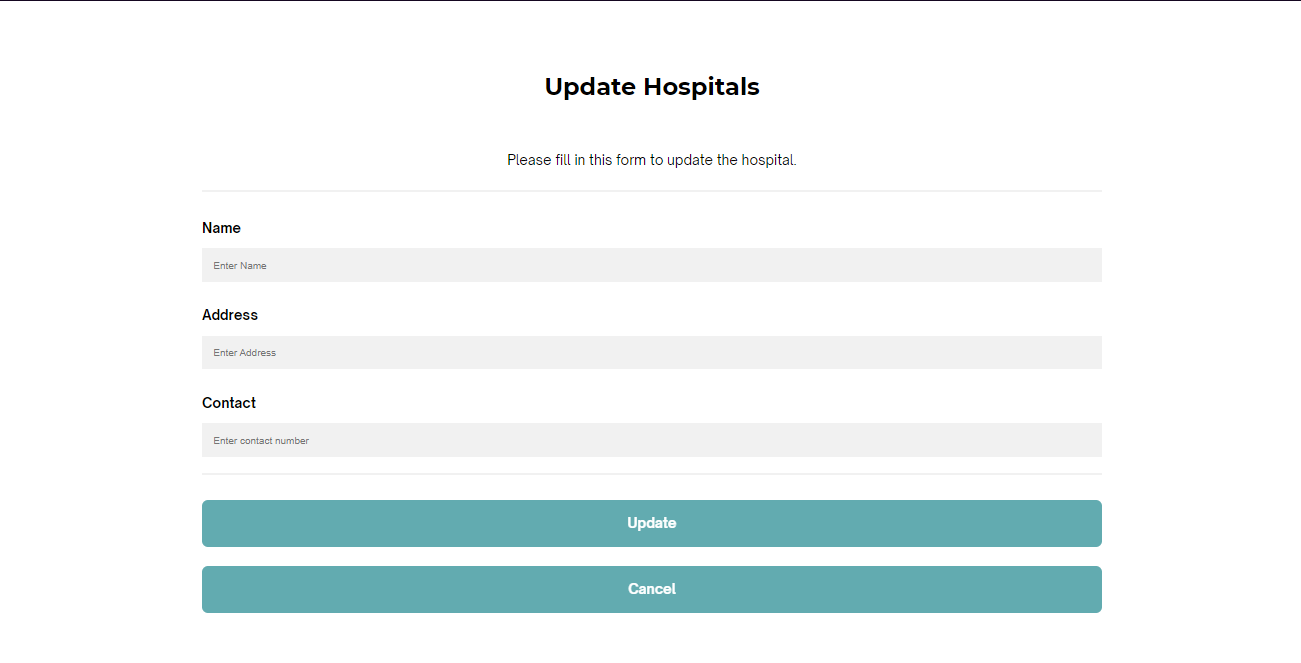 Update Hospitals
Please fill in this form to update the hospital.
Name
Enter Name
Address
Enter Address
Contact
Enter contact number
Update
Cancel